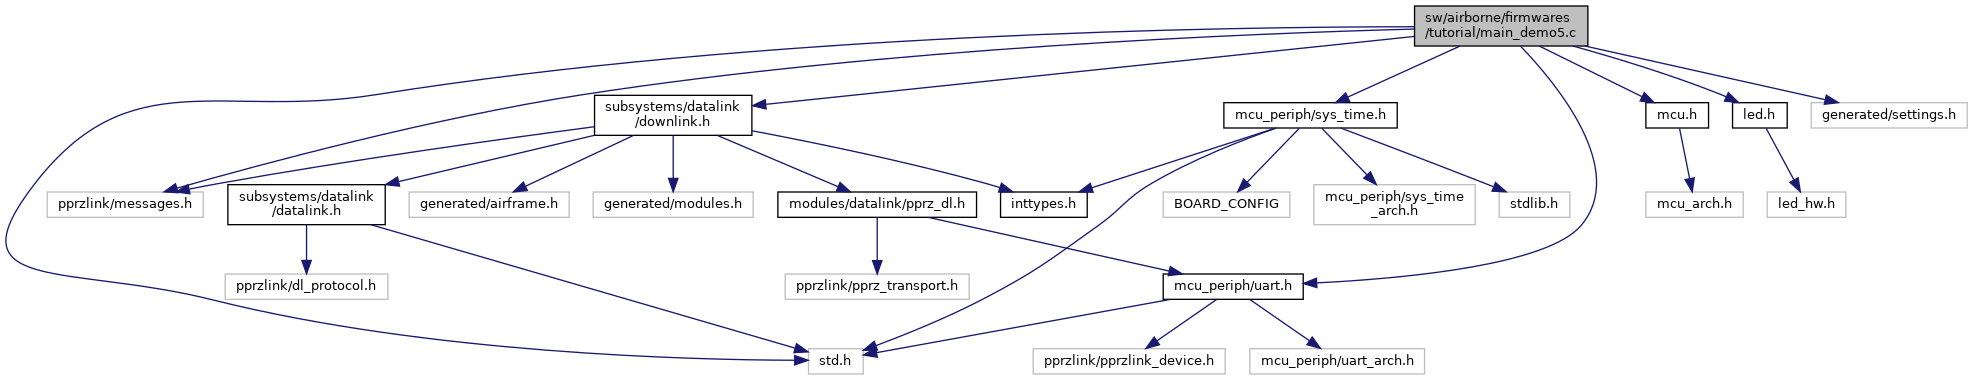 sw/airborne/firmwares
/tutorial/main_demo5.c
subsystems/datalink
/downlink.h
mcu_periph/sys_time.h
mcu.h
led.h
generated/settings.h
pprzlink/messages.h
subsystems/datalink
/datalink.h
generated/airframe.h
generated/modules.h
modules/datalink/pprz_dl.h
inttypes.h
BOARD_CONFIG
mcu_periph/sys_time
_arch.h
stdlib.h
mcu_arch.h
led_hw.h
pprzlink/dl_protocol.h
pprzlink/pprz_transport.h
mcu_periph/uart.h
std.h
pprzlink/pprzlink_device.h
mcu_periph/uart_arch.h